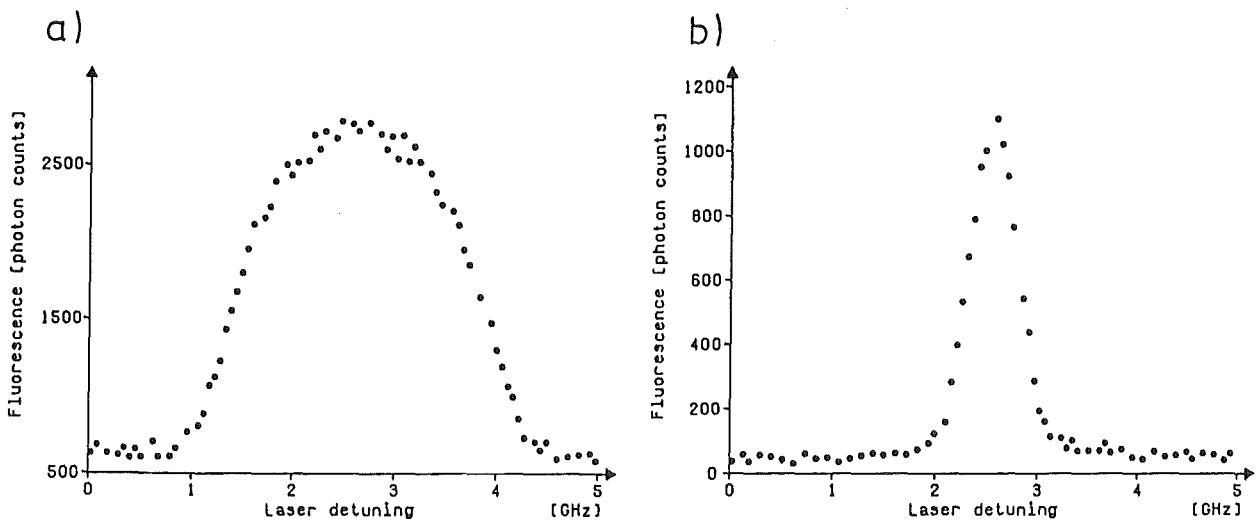 a)
Fluorescence [photon counts]
2500
1500
500
0 1 2 3 4 5
Laser detuning [GHz]
b)
Fluorescence [photon counts]
1200
1000
800
600
400
200
0
0 1 2 3 4 5
Laser detuning [GHz]